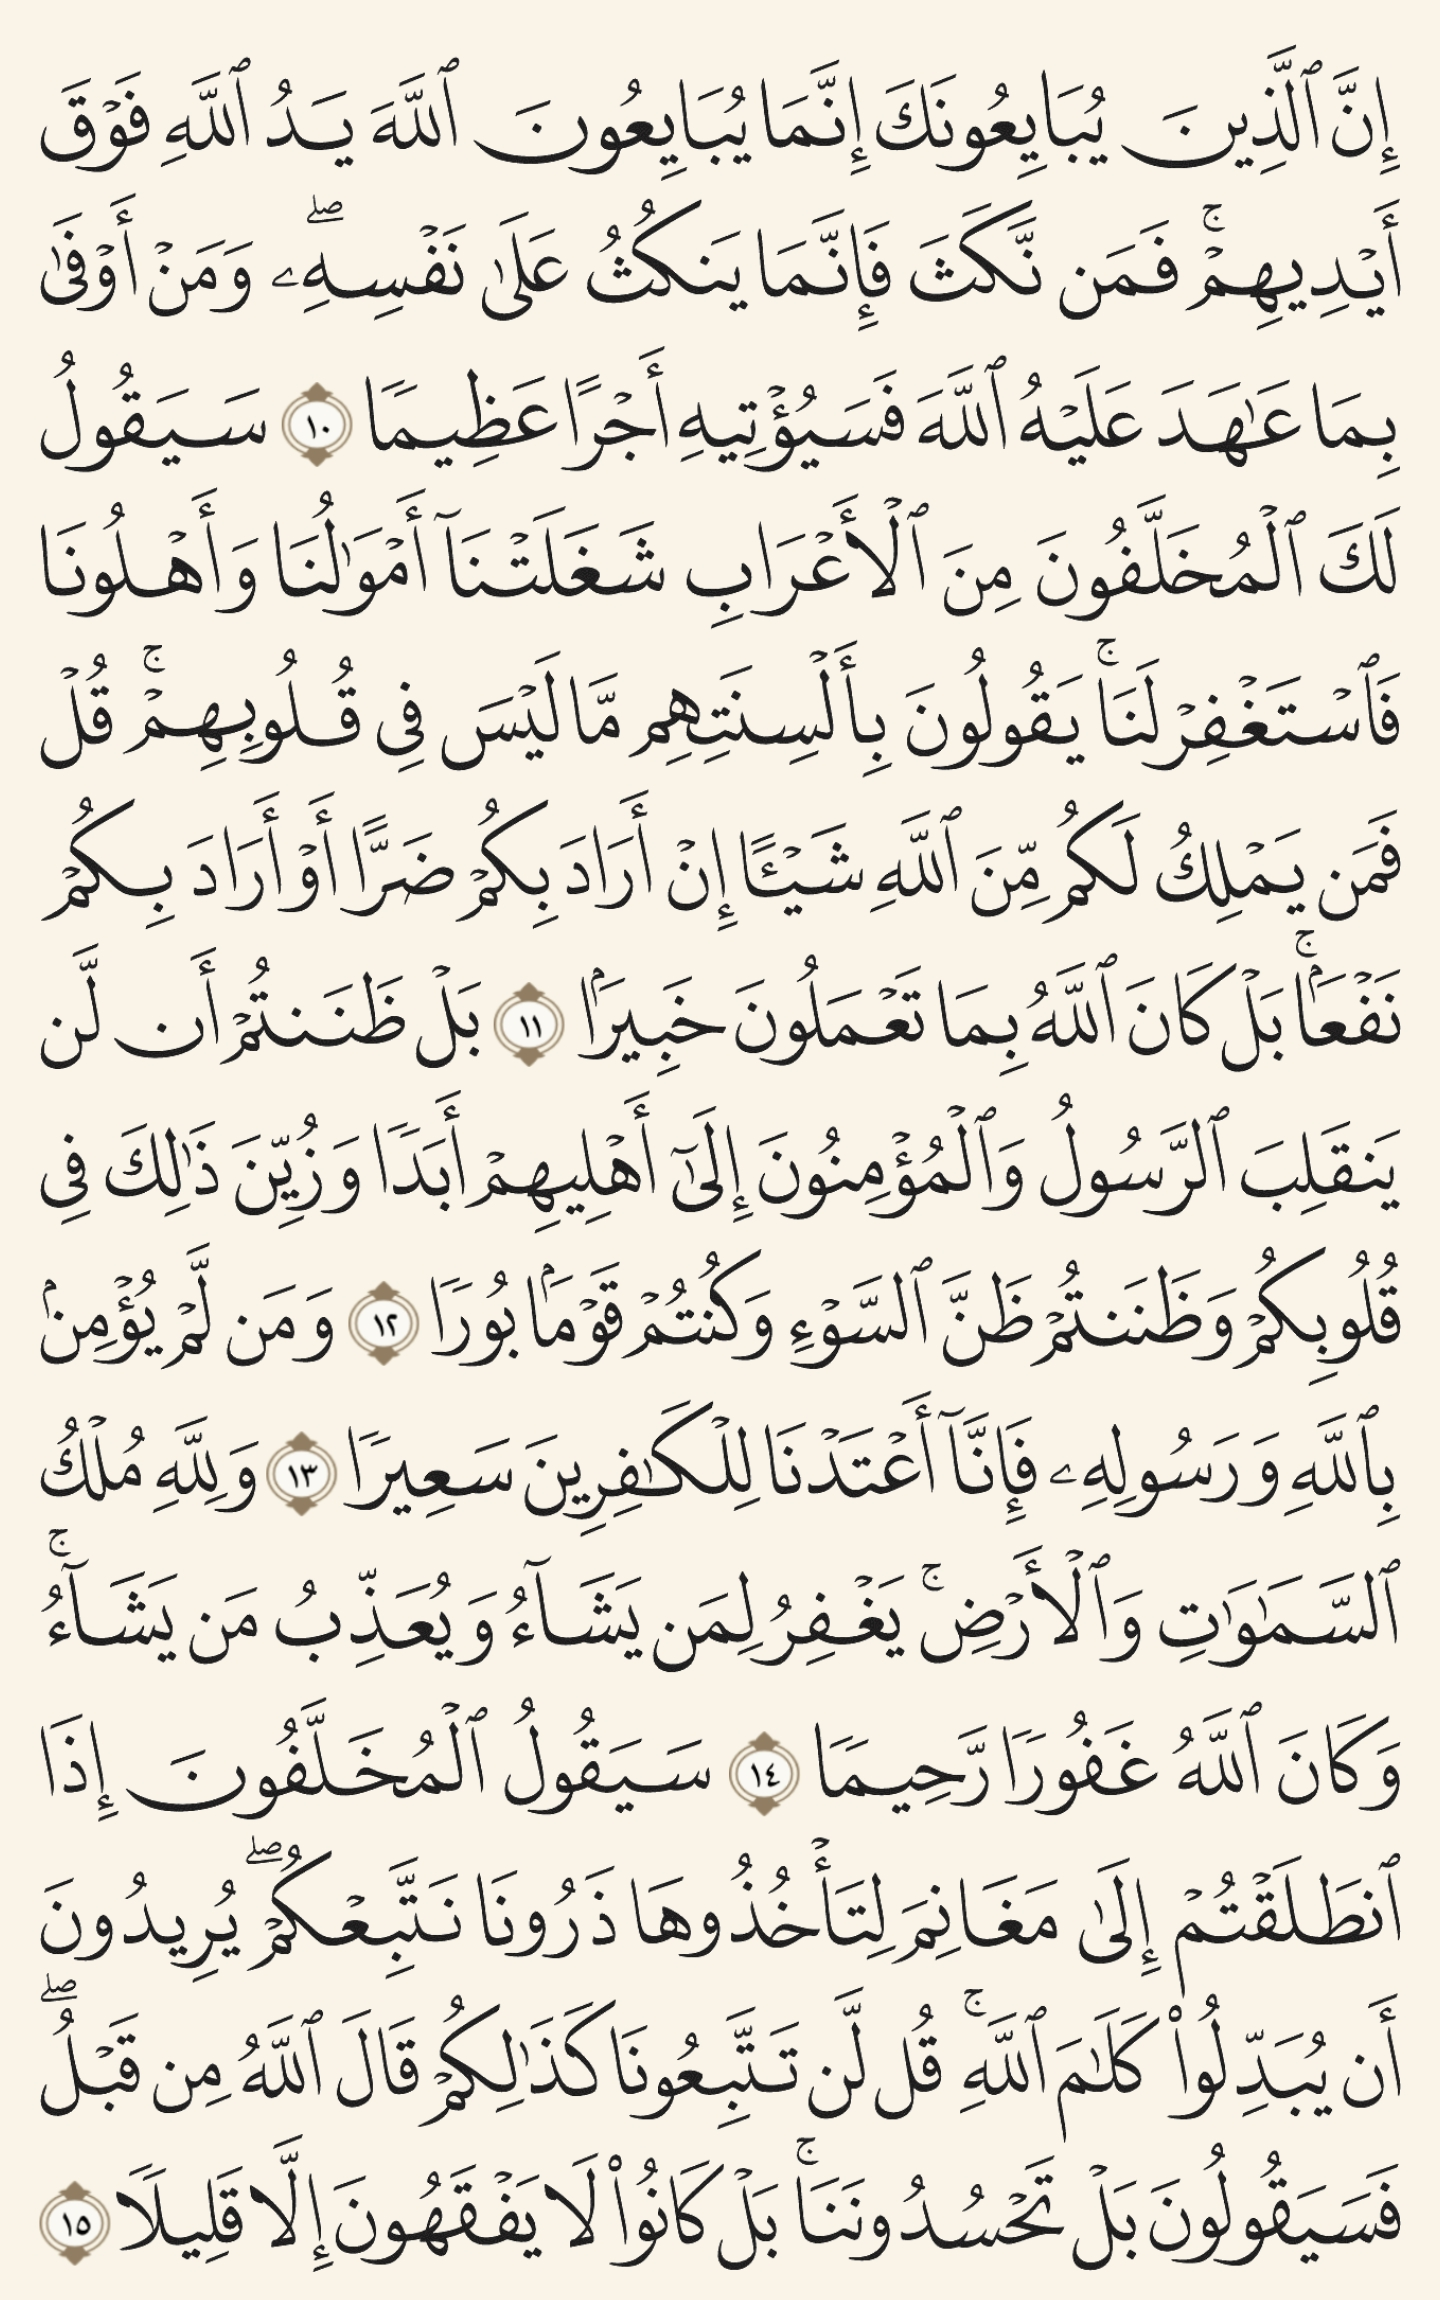 إِنَّ ٱلَّذِينَ يُبَايِعُونَكَ إِنَّمَا يُبَايِعُونَ ٱللَّهَ يَدُ ٱللَّهِ فَوْقَ
أَيْدِيهِمْ ۚ فَمَن نَّكَثَ فَإِنَّمَا يَنكُثُ عَلَىٰ نَفْسِهِۦ ۖ وَمَنْ أَوْفَىٰ
بِمَا عَـٰهَدَ عَلَيْهُ ٱللَّهَ فَسَيُؤْتِيهِ أَجْرًا عَظِيمًا ١٠ سَيَقُولُ
لَكَ ٱلْمُخَلَّفُونَ مِنَ ٱلْأَعْرَابِ شَغَلَتْنَآ أَمْوَٰلُنَا وَأَهْلُونَا
فَٱسْتَغْفِرْ لَنَا ۚ يَقُولُونَ بِأَلْسِنَتِهِم مَّا لَيْسَ فِى قُلُوبِهِمْ ۚ قُلْ
فَمَن يَمْلِكُ لَكُم مِّنَ ٱللَّهِ شَيْـًٔا إِنْ أَرَادَ بِكُمْ ضَرًّا أَوْ أَرَادَ بِكُمْ
نَفْعًۢا ۚ بَلْ كَانَ ٱللَّهُ بِمَا تَعْمَلُونَ خَبِيرًۢا ١١ بَلْ ظَنَنتُمْ أَن لَّن
يَنقَلِبَ ٱلرَّسُولُ وَٱلْمُؤْمِنُونَ إِلَىٰٓ أَهْلِيهِمْ أَبَدًا وَزُيِّنَ ذَٰلِكَ فِى
قُلُوبِكُمْ وَظَنَنتُمْ ظَنَّ ٱلسَّوْءِ وَكُنتُمْ قَوْمًۢا بُورًا ١٢ وَمَن لَّمْ يُؤْمِنۢ
بِٱللَّهِ وَرَسُولِهِۦ فَإِنَّآ أَعْتَدْنَا لِلْكَـٰفِرِينَ سَعِيرًا ١٣ وَلِلَّهِ مُلْكُ
ٱلسَّمَـٰوَٰتِ وَٱلْأَرْضِ ۚ يَغْفِرُ لِمَن يَشَآءُ وَيُعَذِّبُ مَن يَشَآءُ ۚ
وَكَانَ ٱللَّهُ غَفُورًا رَّحِيمًا ١٤ سَيَقُولُ ٱلْمُخَلَّفُونَ إِذَا
ٱنطَلَقْتُمْ إِلَىٰ مَغَانِمَ لِتَأْخُذُوهَا ذَرُونَا نَتَّبِعْكُمْ ۖ يُرِيدُونَ
أَن يُبَدِّلُوا۟ كَلَـٰمَ ٱللَّهِ ۚ قُل لَّن تَتَّبِعُونَا كَذَٰلِكُمْ قَالَ ٱللَّهُ مِن قَبْلُ ۖ
فَسَيَقُولُونَ بَلْ تَحْسُدُونَنَا ۚ بَلْ كَانُوا۟ لَا يَفْقَهُونَ إِلَّا قَلِيلًا ١٥